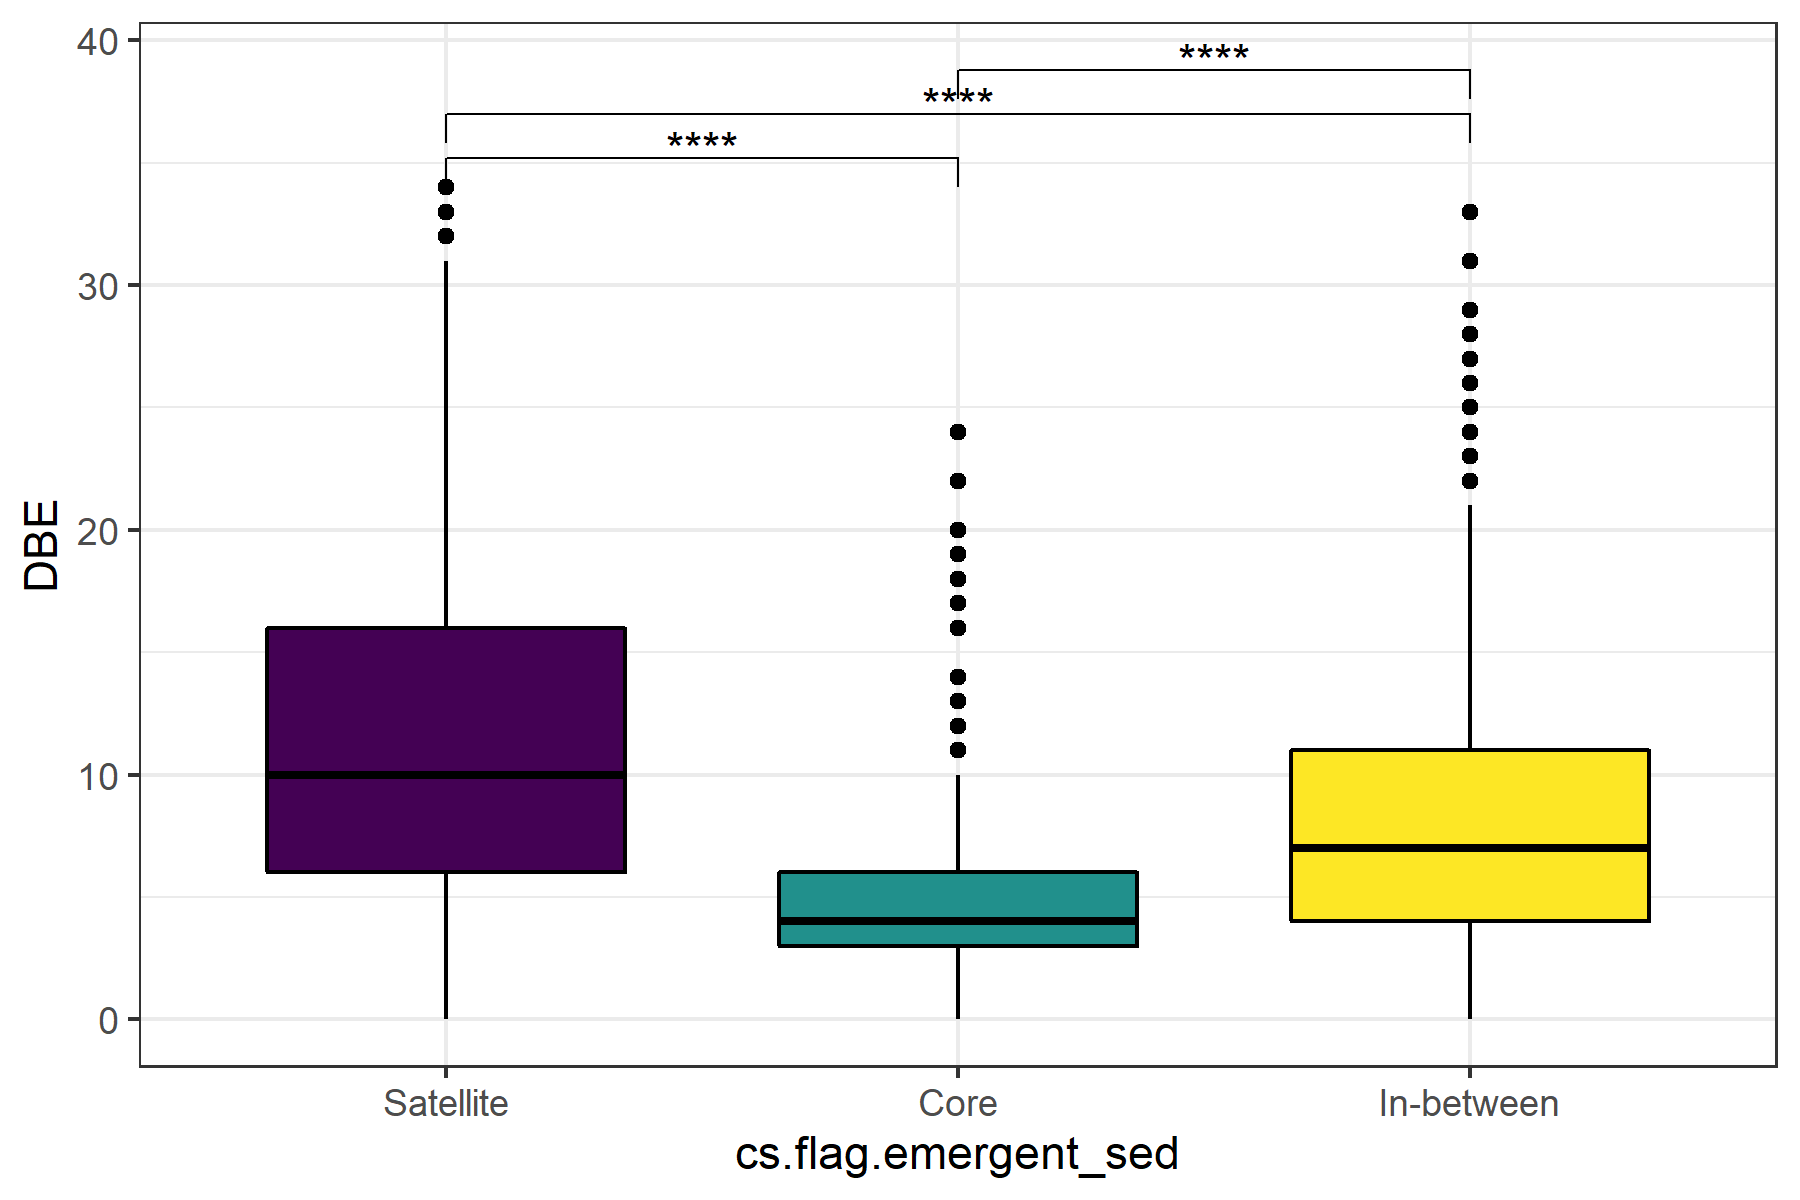 40
****
****
****
30
DBE
20
10
0
Satellite Core In-between
cs.flag.emergent_sed